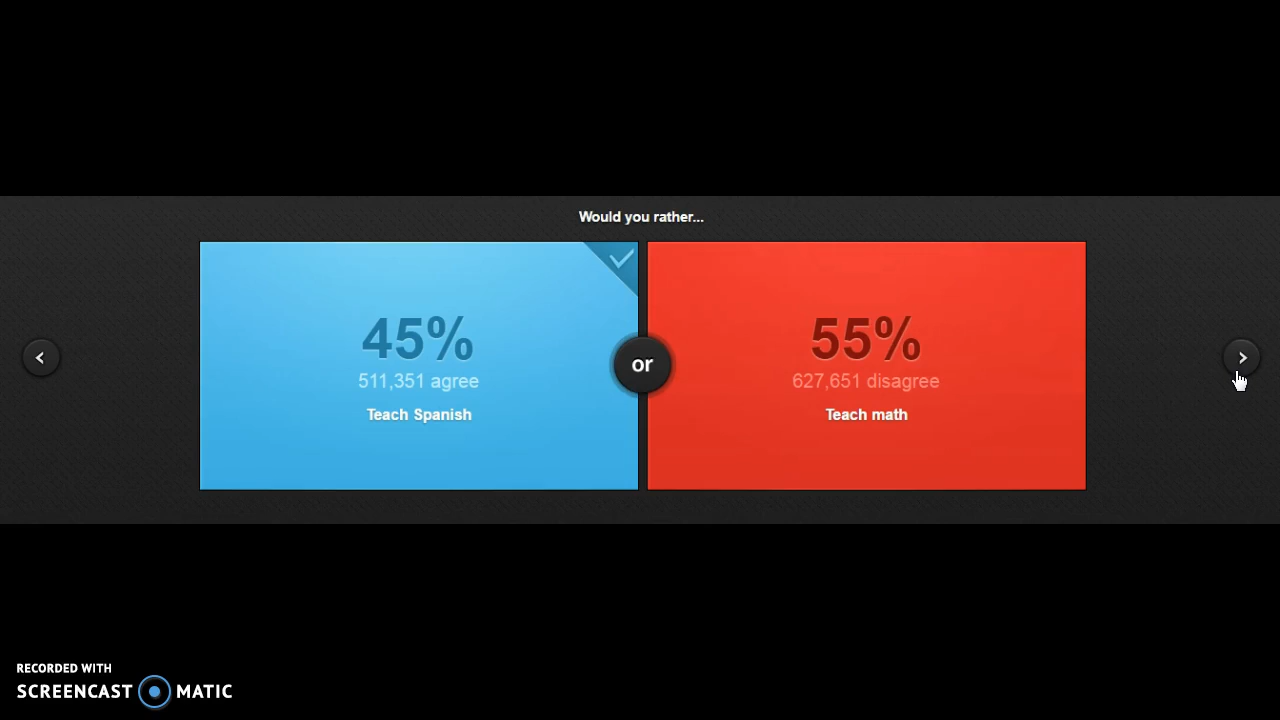 Would you rather...
45%
511,351 agree
Teach Spanish
or
55%
627,651 disagree
Teach math
RECORDED WITH
SCREENCAST MATIC